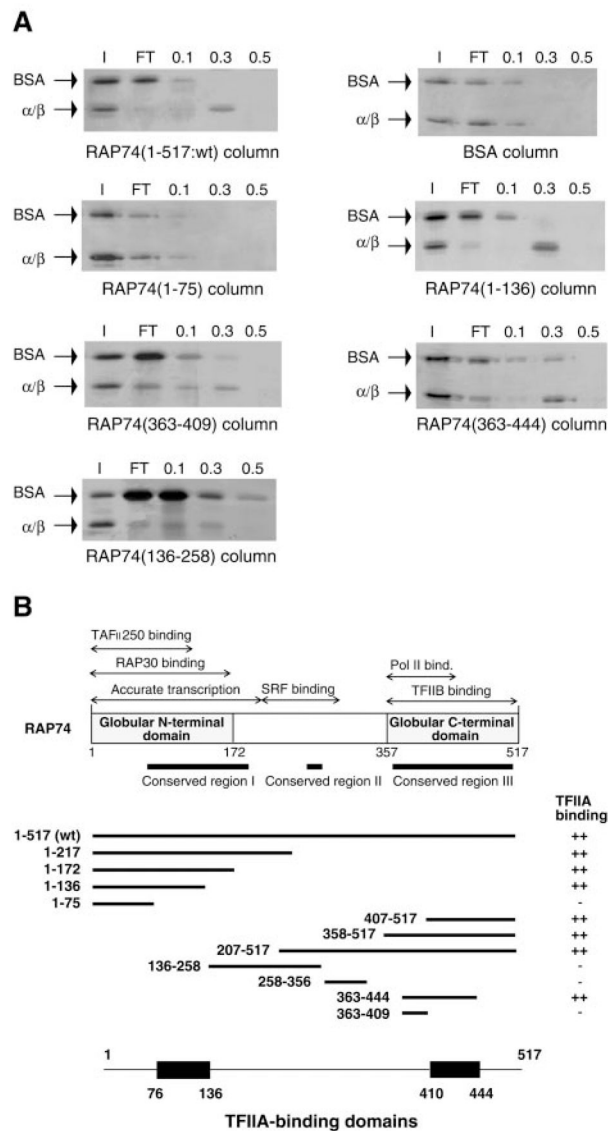 A
I FT 0.1 0.3 0.5
BSA
α/β
RAP74(1-517:wt) column
I FT 0.1 0.3 0.5
BSA
α/β
BSA column
I FT 0.1 0.3 0.5
BSA
α/β
RAP74(1-75) column
I FT 0.1 0.3 0.5
BSA
α/β
RAP74(1-136) column
I FT 0.1 0.3 0.5
BSA
α/β
RAP74(363-409) column
I FT 0.1 0.3 0.5
BSA
α/β
RAP74(363-444) column
I FT 0.1 0.3 0.5
BSA
α/β
RAP74(136-258) column
B
TAFII250 binding
RAP30 binding
Pol II bind.
Accurate transcription
SRF binding
TFIIB binding
RAP74
Globular N-terminal
domain
Globular C-terminal
domain
1 172 357 517
Conserved region I
Conserved region II
Conserved region III
TFIIA
binding
1-517 (wt) ++
1-217 ++
1-172 ++
1-136 ++
1-75 -
407-517 ++
358-517 ++
207-517 ++
136-258 -
258-356 -
363-444 ++
363-409 -
1 517
76 136 410 444
TFIIA-binding domains